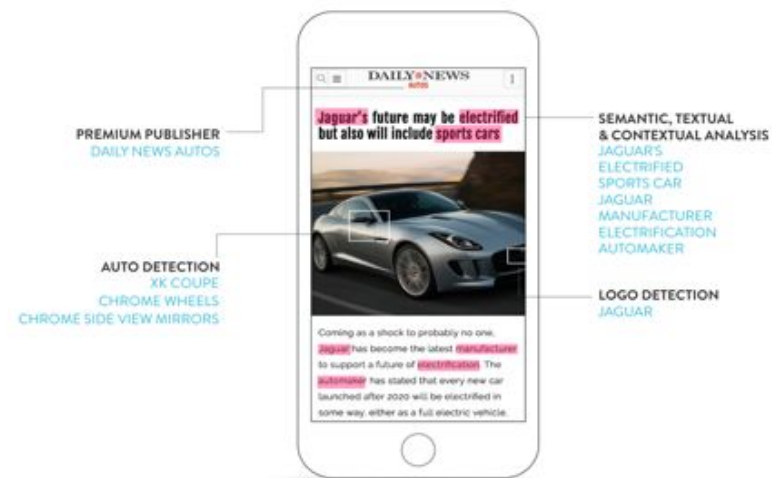 DAILY NEWS
AUTOS
Jaguar's future may be electrified
but also will include sports cars
PREMIUM PUBLISHER
DAILY NEWS AUTOS
AUTO DETECTION
XK COUPE
CHROME WHEELS
CHROME SIDE VIEW MIRRORS
SEMANTIC, TEXTUAL
& CONTEXTUAL ANALYSIS
JAGUAR'S
ELECTRIFIED
SPORTS CAR
JAGUAR
MANUFACTURER
ELECTRIFICATION
AUTOMAKER
LOGO DETECTION
JAGUAR
Coming as a shock to probably no one,
Jaguar has become the latest manufacturer
to support a future of electrification. The
automaker has stated that every new car
launched after 2020 will be electrified in
some way, either as a full electric vehicle,